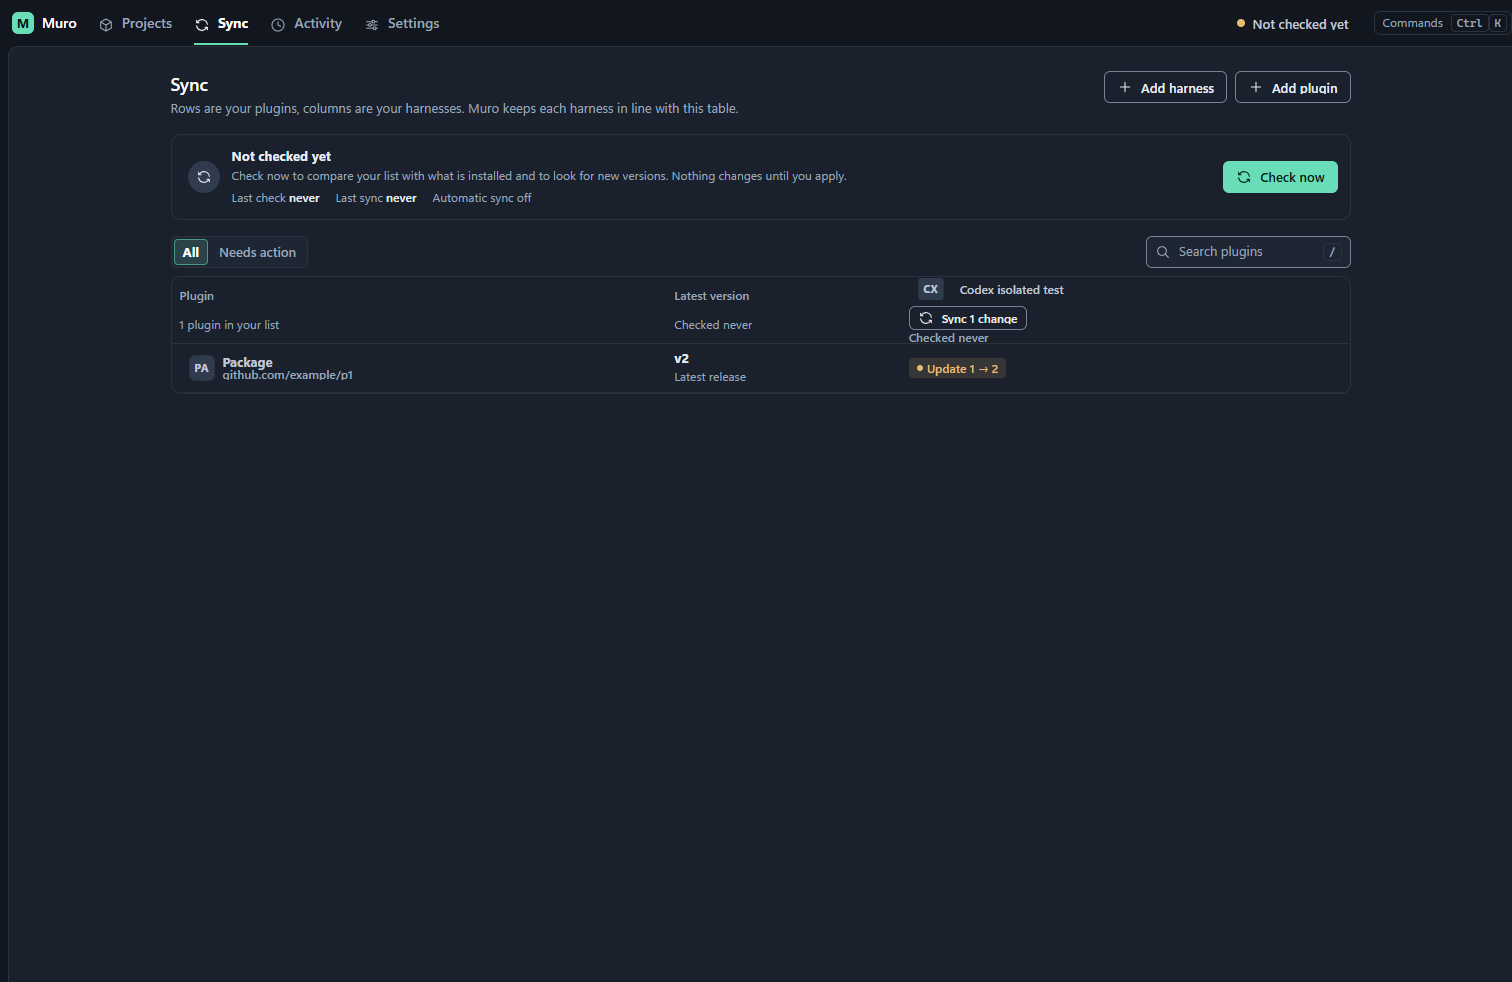 M Muro Projects Sync Activity Settings Not checked yet Commands Ctrl K
Sync
Rows are your plugins, columns are your harnesses. Muro keeps each harness in line with this table.
+ Add harness + Add plugin
Not checked yet
Check now to compare your list with what is installed and to look for new versions. Nothing changes until you apply.
Last check never Last sync never Automatic sync off
Check now
All Needs action
Search plugins /
Plugin Latest version CX Codex isolated test
1 plugin in your list Checked never Sync 1 change
Checked never
PA Package v2 Update 1 → 2
github.com/example/p1 Latest release